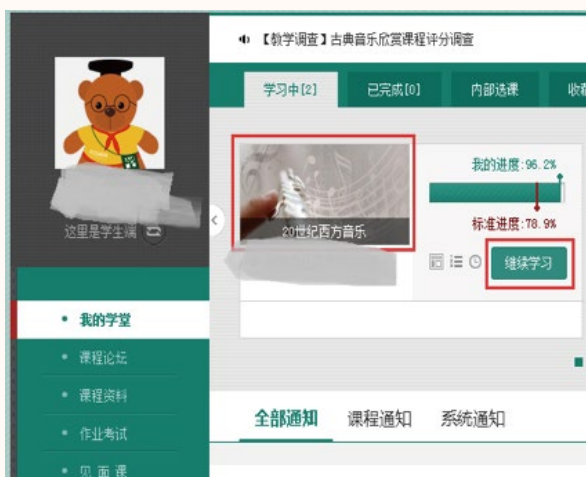 【教学调查】古典音乐欣赏课程评分调查
学习中[2]
已完成[0]
内部选课
收藏
20世纪西方音乐
我的进度:96.2%
标准进度:78.9%
继续学习
这里是学生端
我的学堂
课程论坛
课程资料
作业考试
见面课
全部通知
课程通知
系统通知